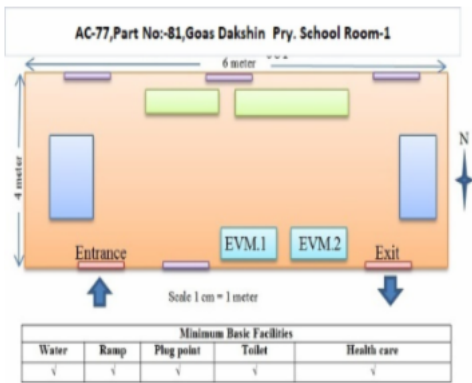 AC-77,Part No:-81,Goas Dakshin Pry. School Room-1
6 meter
4 meter
N
EVM.1 EVM.2
Entrance Exit
Scale 1 cm = 1 meter
Minimum Basic Facilities
Water Ramp Plug point Toilet Health care
√ √ √ √ √